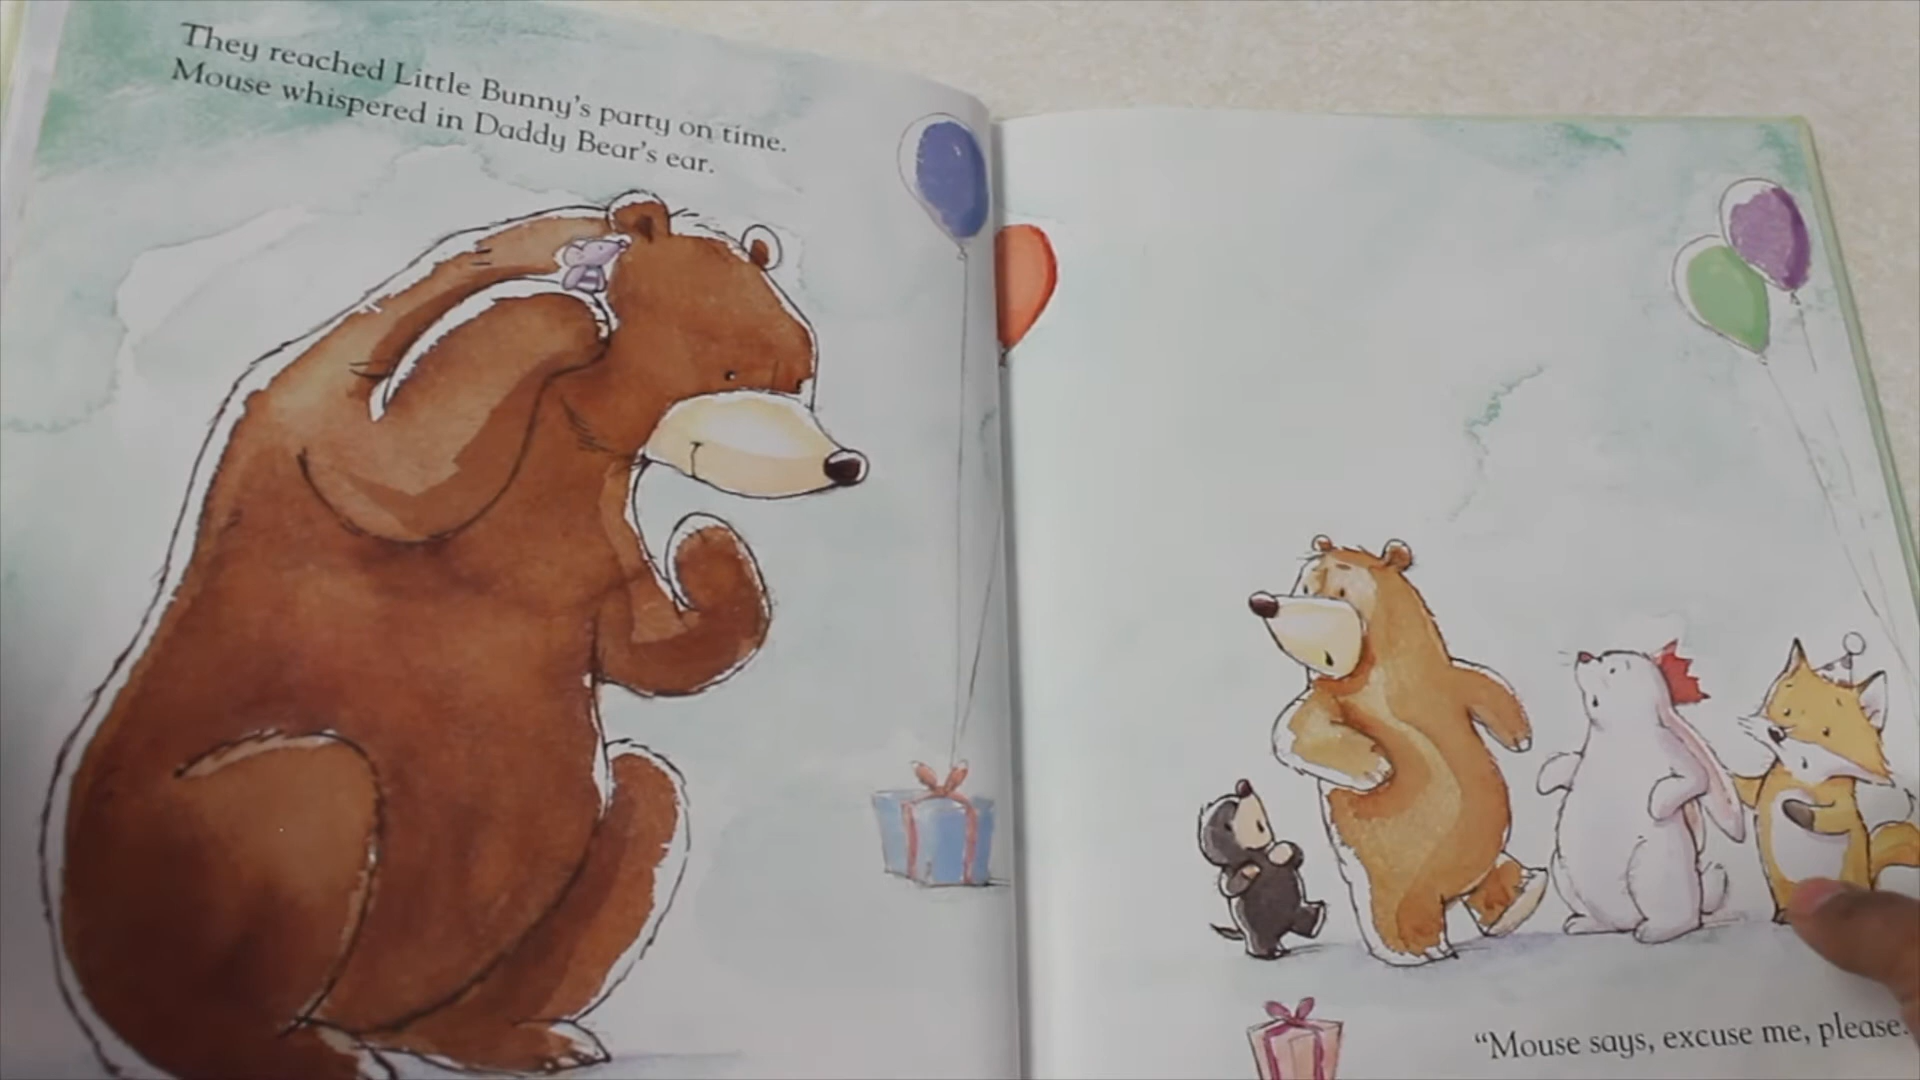 They reached Little Bunny's party on time.
Mouse whispered in Daddy Bear's ear.
“Mouse says, excuse me, please.